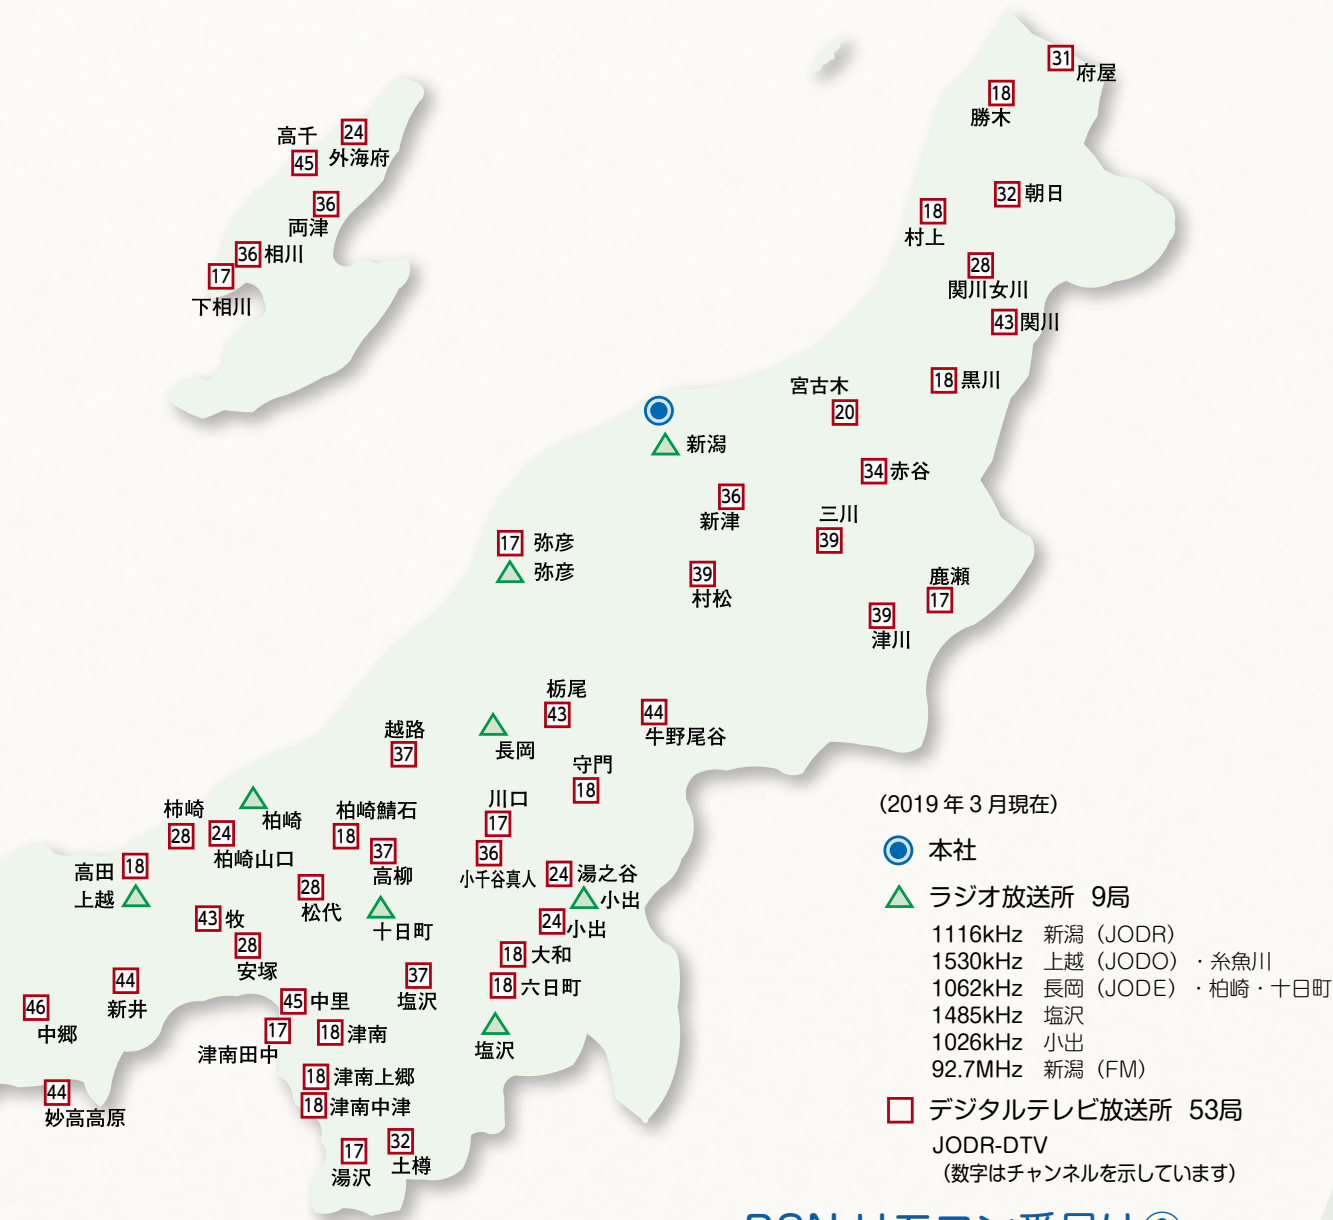 31
府屋
18
勝木
高千
24
45
外海府
32 朝日
36
両津
18
村上
36 相川
17
下相川
28
関川女川
43 関川
宮古木
20
18 黒川
新潟
34 赤谷
36
新津
三川
39
17 弥彦
弥彦
39
村松
鹿瀬
17
39
津川
栃尾
43
44
牛野尾谷
越路
37
長岡
守門
18
川口
17
柿崎
28
柏崎
24
柏崎山口
柏崎鯖石
18
37
高柳
36
小千谷真人
24 湯之谷
小出
24 小出
高田 18
上越
28
松代
十日町
43 牧
28
安塚
18 大和
18 六日町
37
塩沢
塩沢
44
新井
46
中郷
45 中里
17
津南田中
18 津南
18 津南上郷
18 津南中津
44
妙高高原
17
湯沢
32
土樽
(2019年3月現在)
本社
ラジオ放送所 9局
1116kHz 新潟(JODR)
1530kHz 上越(JODO)・糸魚川
1062kHz 長岡(JODE)・柏崎・十日町
1485kHz 塩沢
1026kHz 小出
92.7MHz 新潟(FM)
デジタルテレビ放送所 53局
JODR-DTV
(数字はチャンネルを示しています)